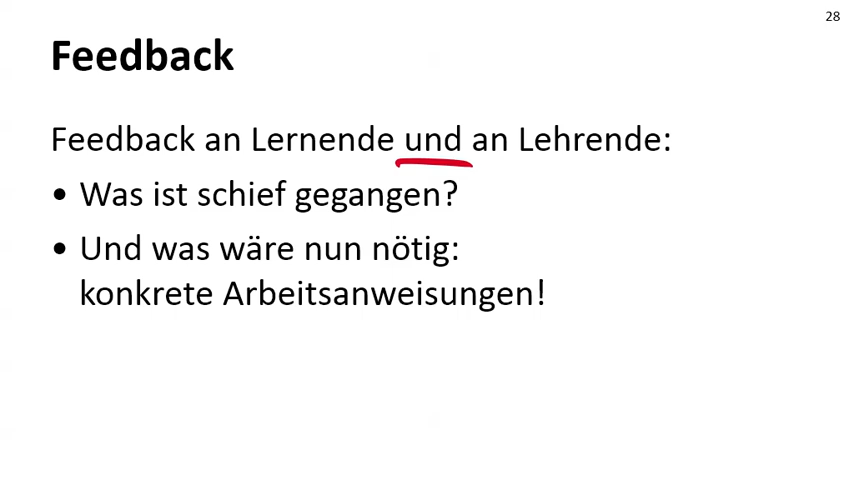 28
Feedback
Feedback an Lernende und an Lehrende:
• Was ist schief gegangen?
• Und was wäre nun nötig:
konkrete Arbeitsanweisungen!